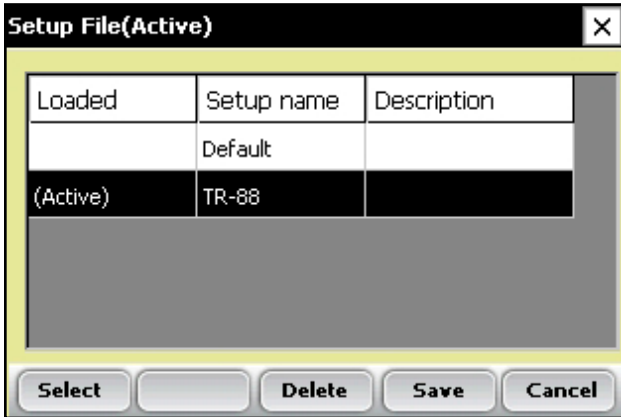 Setup File(Active)
Loaded Setup name Description
Default
(Active) TR-88
Select Delete Save Cancel